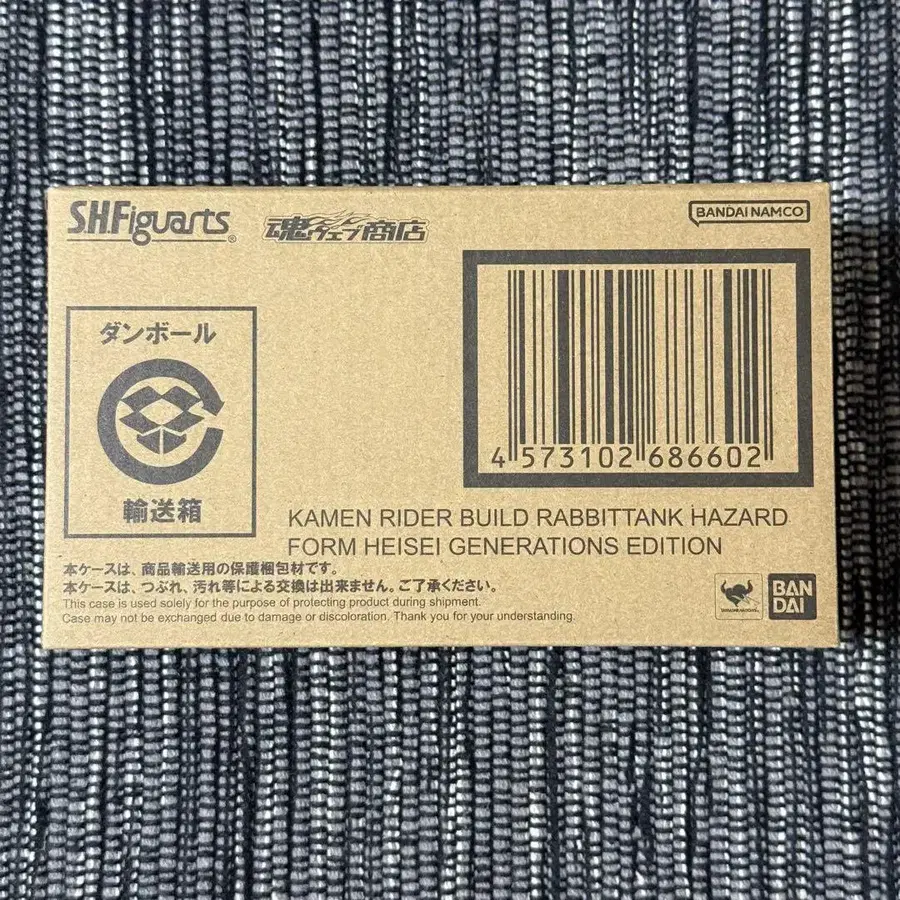 S.H.Figuarts®
魂ウェブ商店
BANDAI NAMCO
ダンボール
輸送箱
4 573102 686602
KAMEN RIDER BUILD RABBITTANK HAZARD
FORM HEISEI GENERATIONS EDITION
本ケースは、商品輸送用の保護梱包材です。
本ケースは、つぶれ、汚れ等による交換は出来ません。ご了承ください。
This case is used solely for the purpose of protecting product during shipment.
Case may not be exchanged due to damage or discoloration. Thank you for your understanding.
TAMASHII NATIONS
BAN
DAI